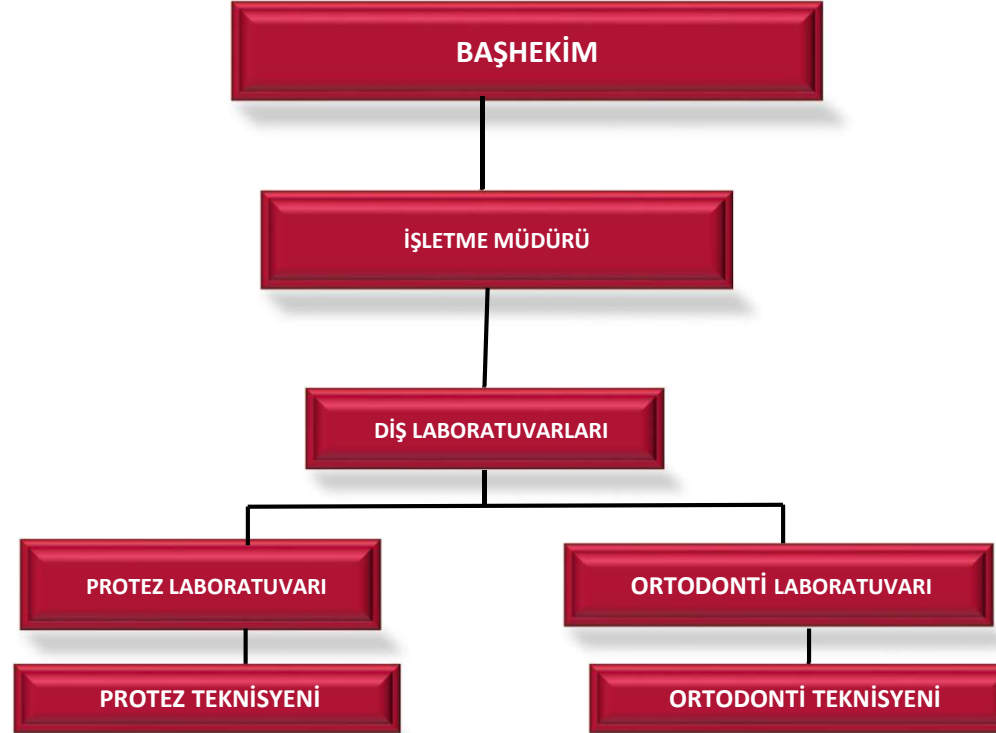 BAŞHEKİM
İŞLETME MÜDÜRÜ
DİŞ LABORATUVARLARI
PROTEZ LABORATUVARI
ORTODONTİ LABORATUVARI
PROTEZ TEKNİSYENİ
ORTODONTİ TEKNİSYENİ